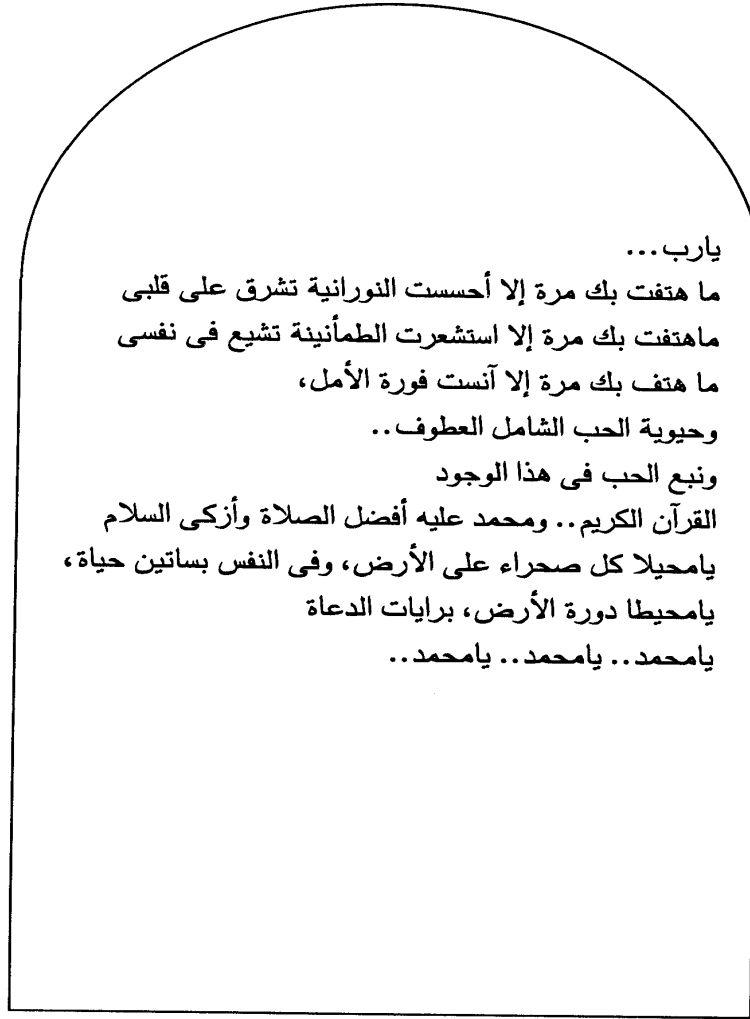 يارب...
ما هتفت بك مرة إلا أحسست النورانية تشرق على قلبى
ماهتفت بك مرة إلا استشعرت الطمأنينة تشيع فى نفسى
ما هتف بك مرة إلا آنست فورة الأمل،
وحيوية الحب الشامل العطوف..
ونبع الحب فى هذا الوجود
القرآن الكريم.. ومحمد عليه أفضل الصلاة وأزكى السلام
يامحيلا كل صحراء على الأرض، وفى النفس بساتين حياة،
يامحيطا دورة الأرض، برايات الدعاة
يامحمد.. يامحمد.. يامحمد..